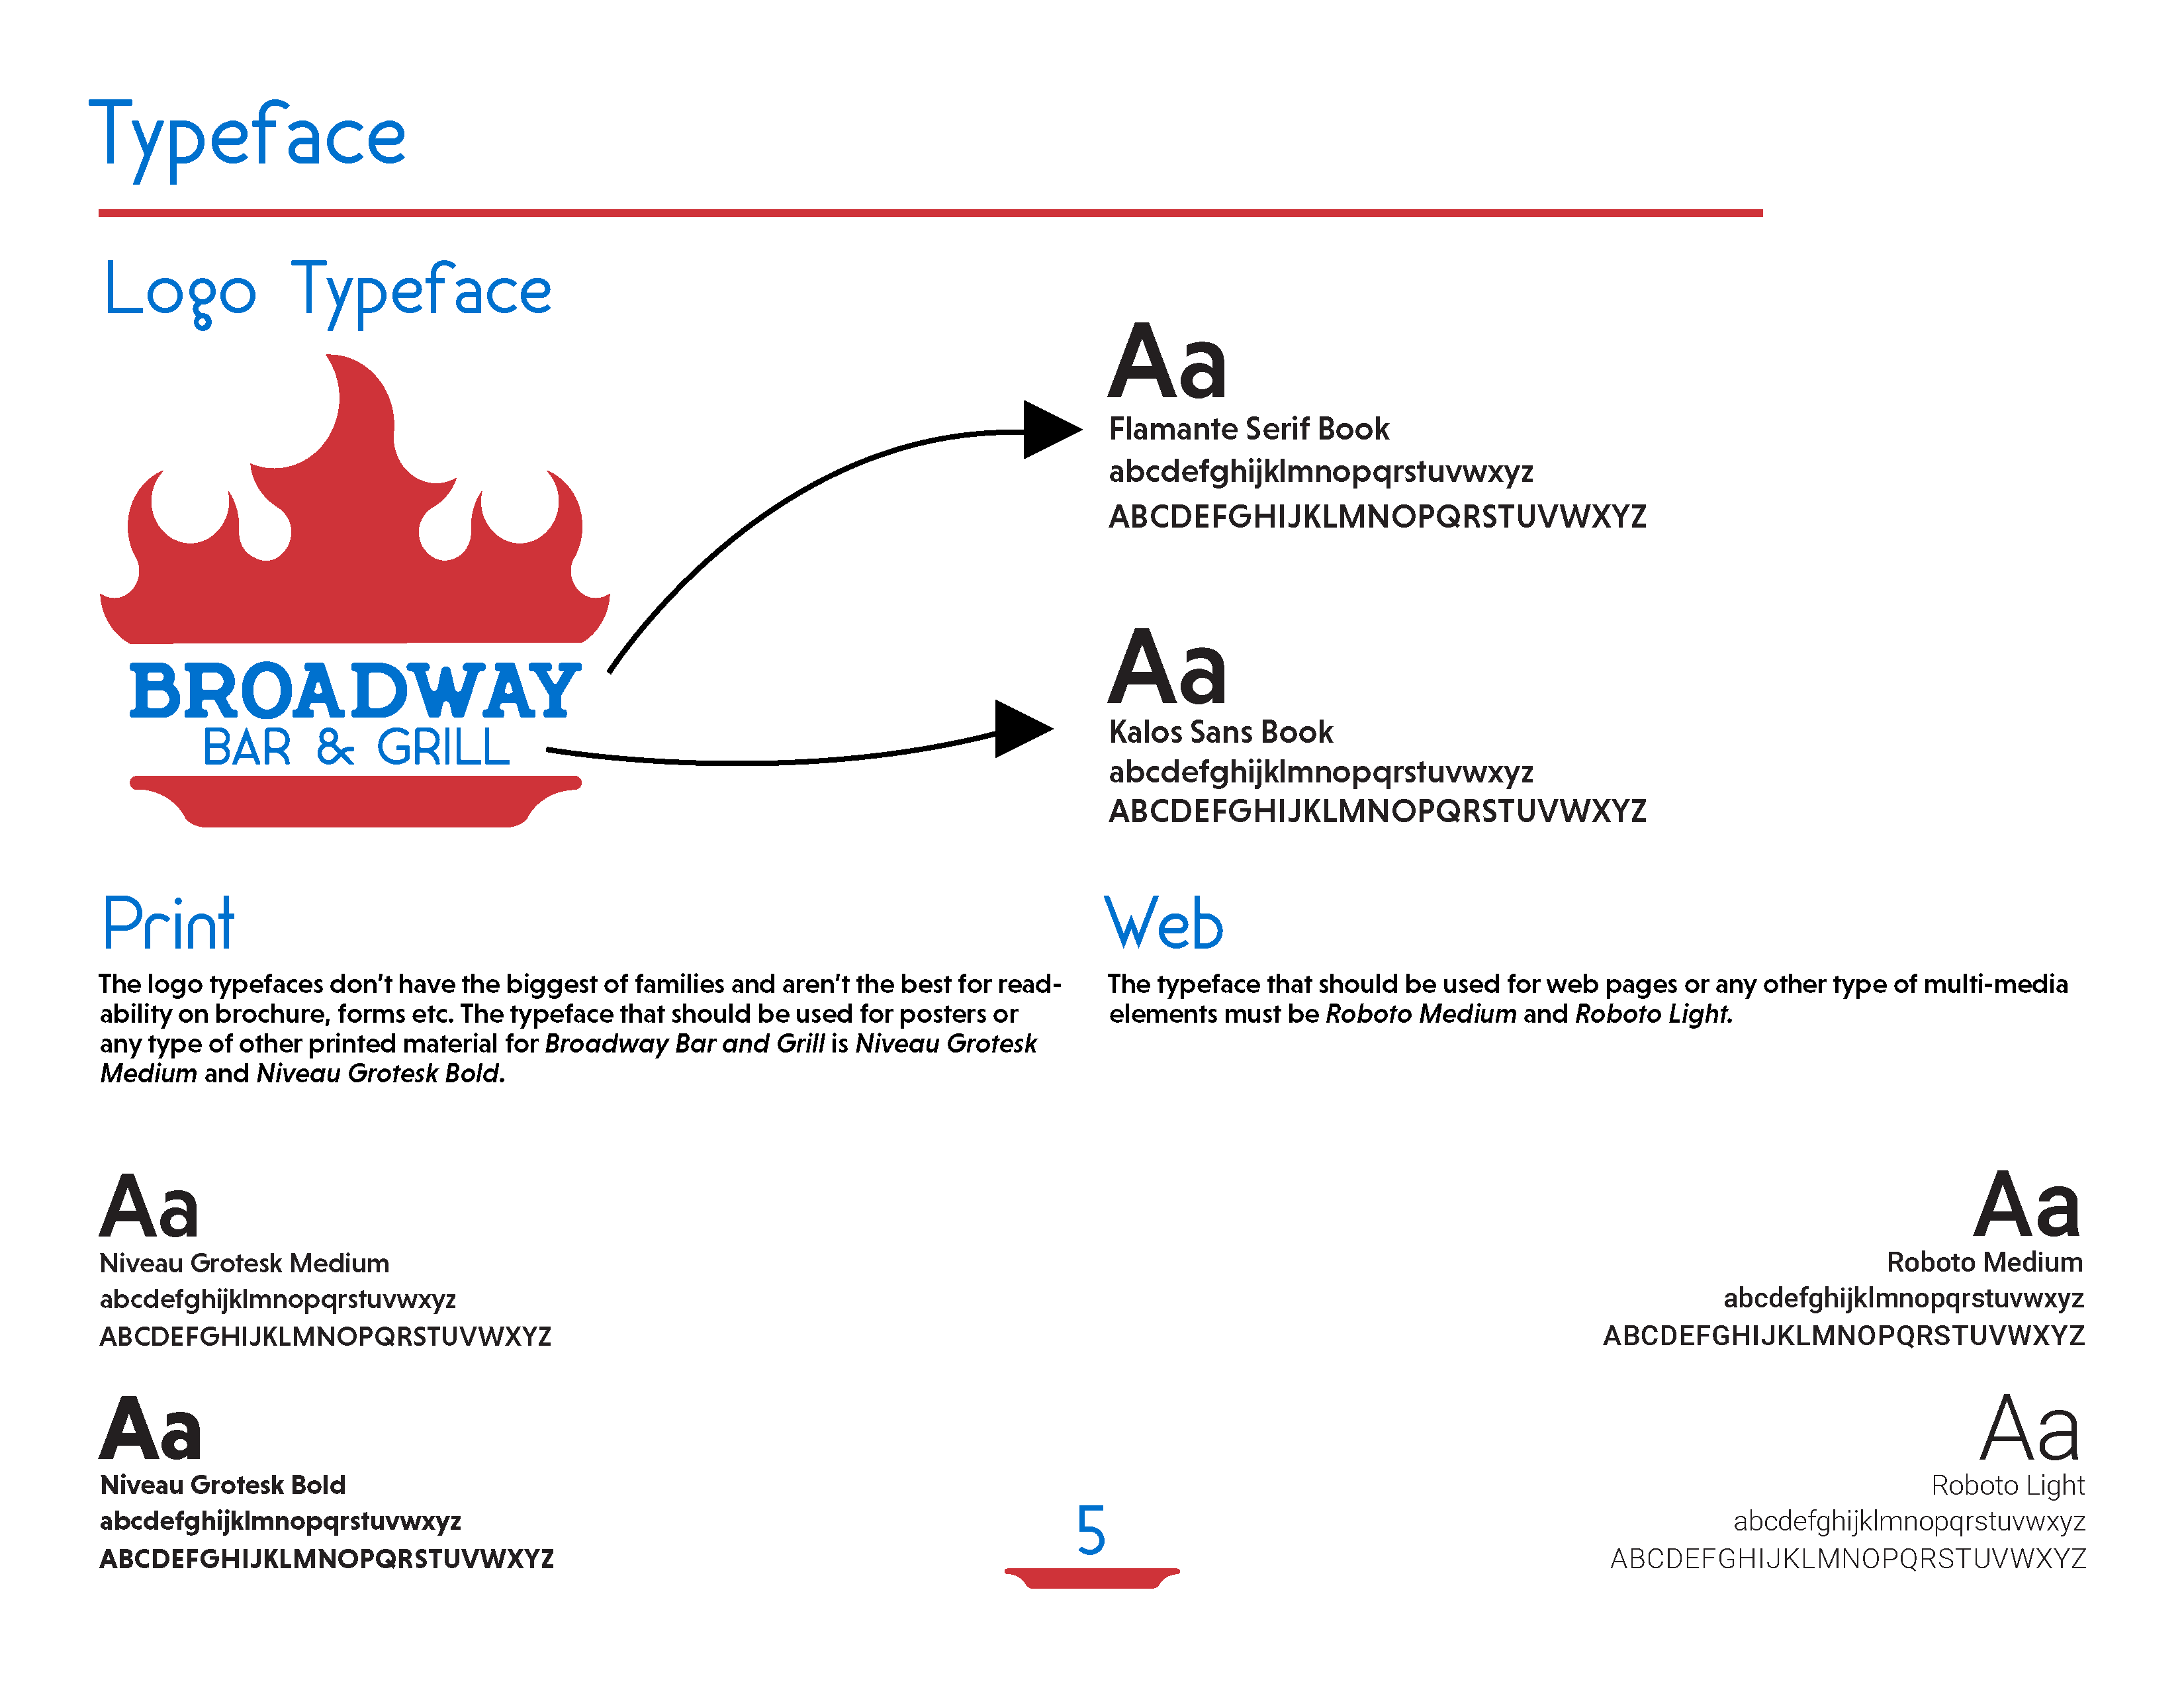 Typeface
Logo Typeface
BROADWAY
BAR & GRILL
Aa
Flamante Serif Book
abcdefghijklmnopqrstuvwxyz
ABCDEFGHIJKLMNOPQRSTUVWXYZ
Aa
Kalos Sans Book
abcdefghijklmnopqrstuvwxyz
ABCDEFGHIJKLMNOPQRSTUVWXYZ
Print
The logo typefaces don't have the biggest of families and aren't the best for read-
ability on brochure, forms etc. The typeface that should be used for posters or
any type of other printed material for Broadway Bar and Grill is Niveau Grotesk
Medium and Niveau Grotesk Bold.
Web
The typeface that should be used for web pages or any other type of multi-media
elements must be Roboto Medium and Roboto Light.
Aa
Niveau Grotesk Medium
abcdefghijklmnopqrstuvwxyz
ABCDEFGHIJKLMNOPQRSTUVWXYZ
Aa
Niveau Grotesk Bold
abcdefghijklmnopqrstuvwxyz
ABCDEFGHIJKLMNOPQRSTUVWXYZ
Aa
Roboto Medium
abcdefghijklmnopqrstuvwxyz
ABCDEFGHIJKLMNOPQRSTUVWXYZ
Aa
Roboto Light
abcdefghijklmnopqrstuvwxyz
ABCDEFGHIJKLMNOPQRSTUVWXYZ
5